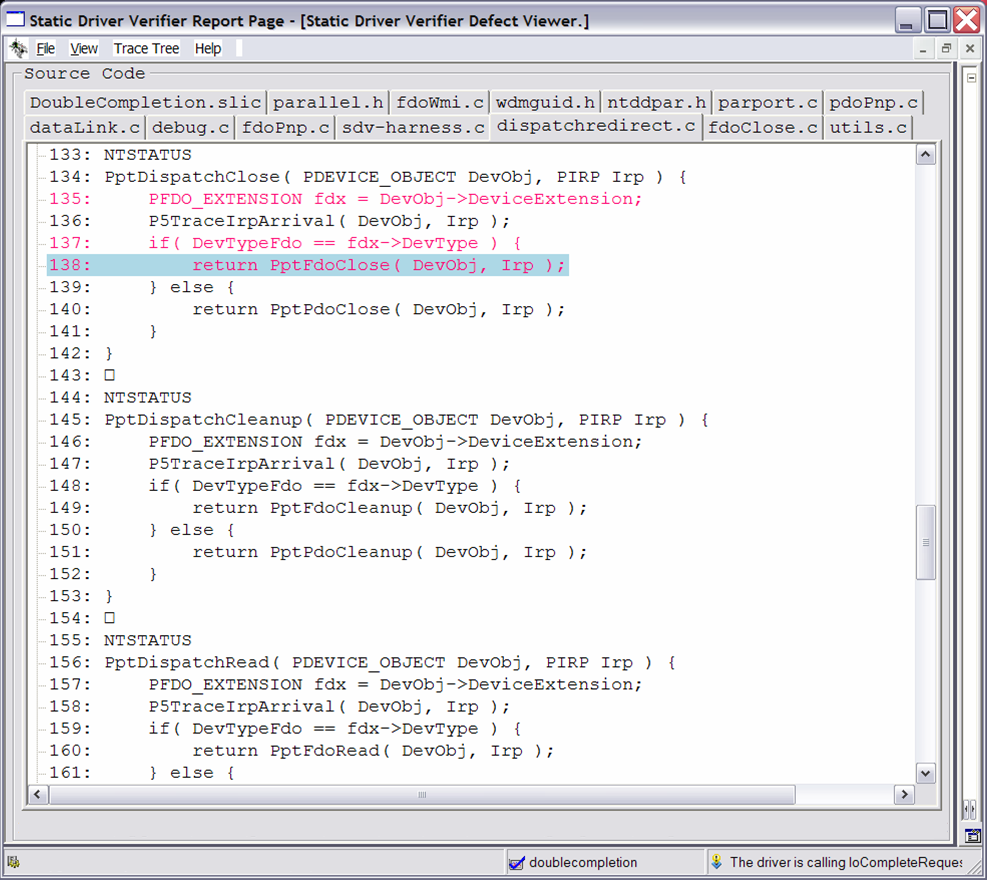 Static Driver Verifier Report Page - [Static Driver Verifier Defect Viewer.]
File View Trace Tree Help
Source Code
DoubleCompletion.slic parallel.h fdoWmi.c wdmguid.h ntddpar.h parport.c pdoPnp.c
dataLink.c debug.c fdoPnp.c sdv-harness.c dispatchredirect.c fdoClose.c utils.c
133: NTSTATUS
134: PptDispatchClose( PDEVICE_OBJECT DevObj, PIRP Irp ) {
135:     PFDO_EXTENSION fdx = DevObj->DeviceExtension;
136:     P5TraceIrpArrival( DevObj, Irp );
137:     if( DevTypeFdo == fdx->DevType ) {
138:         return PptFdoClose( DevObj, Irp );
139:     } else {
140:         return PptPdoClose( DevObj, Irp );
141:     }
142: }
143: □
144: NTSTATUS
145: PptDispatchCleanup( PDEVICE_OBJECT DevObj, PIRP Irp ) {
146:     PFDO_EXTENSION fdx = DevObj->DeviceExtension;
147:     P5TraceIrpArrival( DevObj, Irp );
148:     if( DevTypeFdo == fdx->DevType ) {
149:         return PptFdoCleanup( DevObj, Irp );
150:     } else {
151:         return PptPdoCleanup( DevObj, Irp );
152:     }
153: }
154: □
155: NTSTATUS
156: PptDispatchRead( PDEVICE_OBJECT DevObj, PIRP Irp ) {
157:     PFDO_EXTENSION fdx = DevObj->DeviceExtension;
158:     P5TraceIrpArrival( DevObj, Irp );
159:     if( DevTypeFdo == fdx->DevType ) {
160:         return PptFdoRead( DevObj, Irp );
161:     } else {
doublecompletion The driver is calling IoCompleteReques